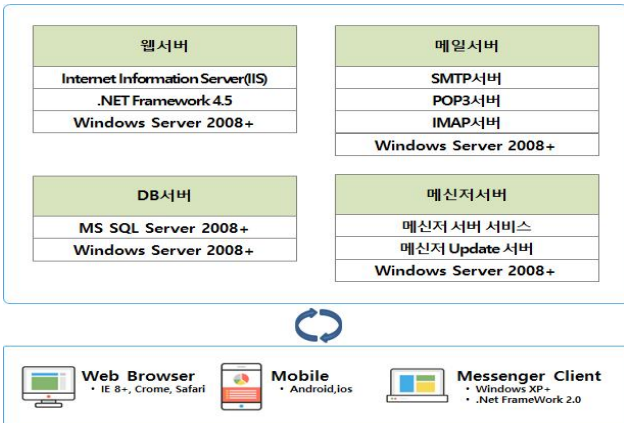 웹서버
Internet Information Server(IIS)
.NET Framework 4.5
Windows Server 2008+
메일서버
SMTP서버
POP3서버
IMAP서버
Windows Server 2008+
DB서버
MS SQL Server 2008+
Windows Server 2008+
메신저서버
메신저 서버 서비스
메신저 Update 서버
Windows Server 2008+
Web Browser
• IE 8+, Crome, Safari
Mobile
• Android,ios
Messenger Client
• Windows XP+
• .Net FrameWork 2.0